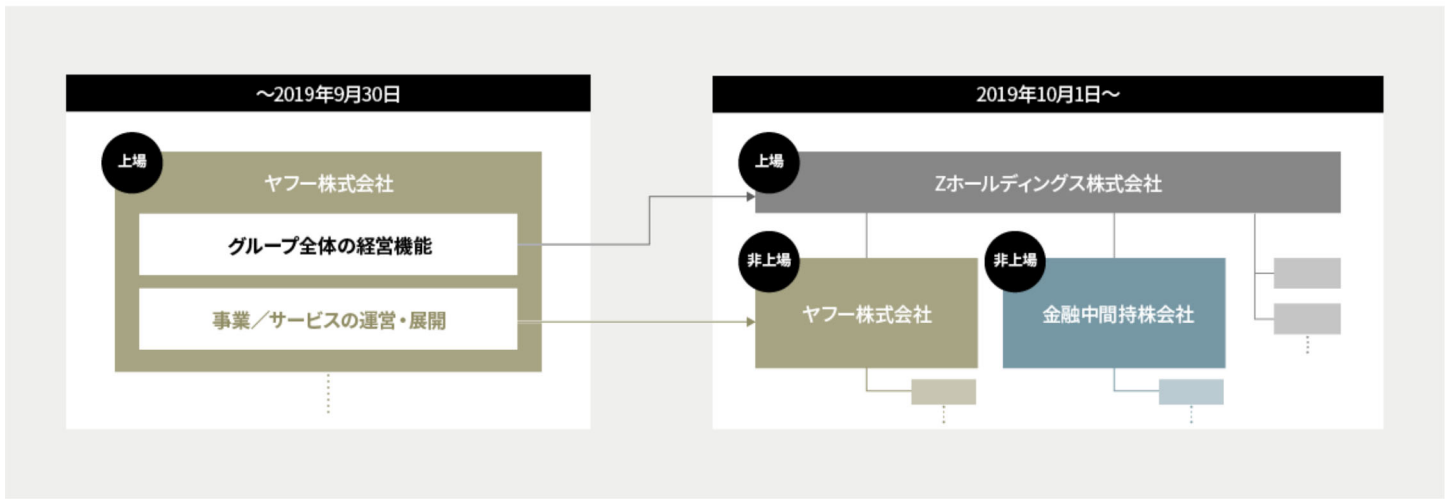 ～2019年9月30日
上場
ヤフー株式会社
グループ全体の経営機能
事業／サービスの運営・展開
2019年10月1日～
上場
Zホールディングス株式会社
非上場
ヤフー株式会社
非上場
金融中間持株会社